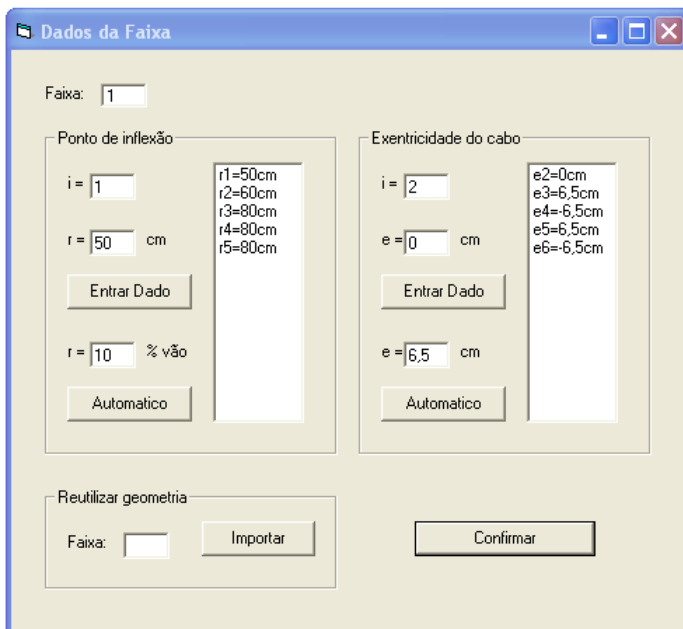 Dados da Faixa
Faixa: 1
Ponto de inflexão
i = 1
r = 50 cm
Entrar Dado
r = 10 % vão
Automatico
r1=50cm
r2=60cm
r3=80cm
r4=80cm
r5=80cm
Exentricidade do cabo
i = 2
e = 0 cm
Entrar Dado
e = 6,5 cm
Automatico
e2=0cm
e3=6,5cm
e4=-6,5cm
e5=6,5cm
e6=-6,5cm
Reutilizar geometria
Faixa:
Importar
Confirmar